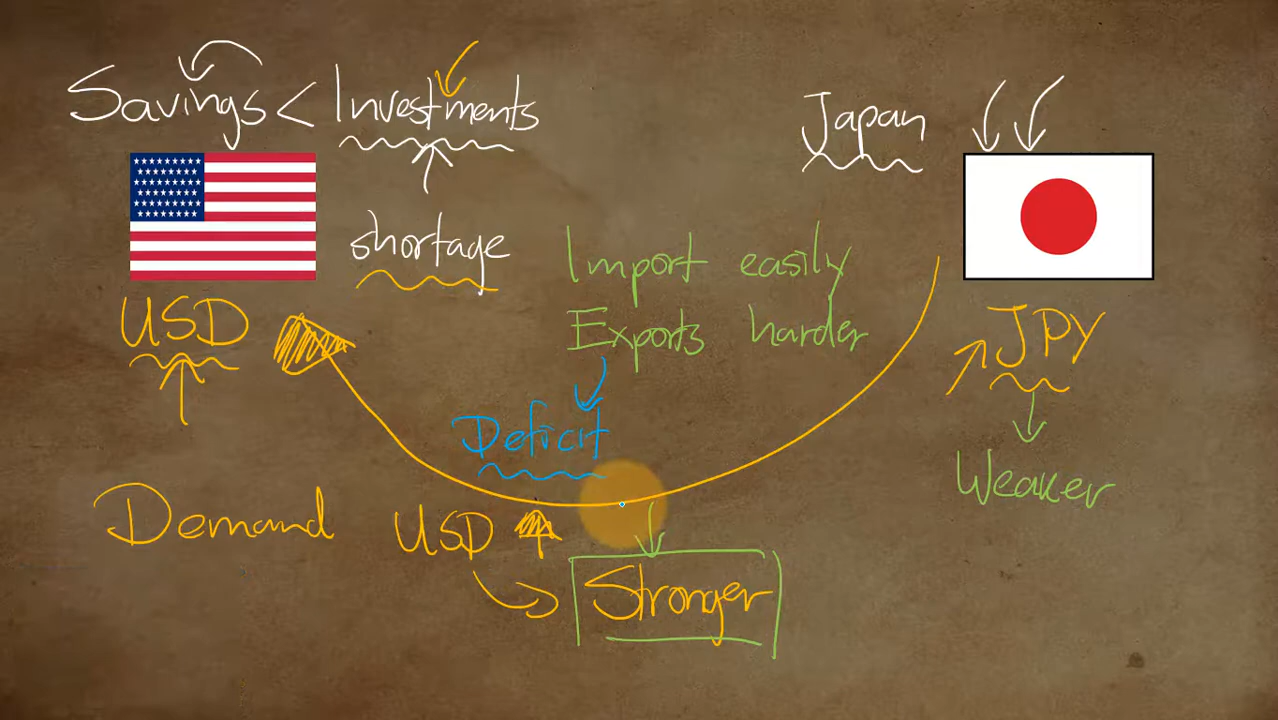 Savings < Investments
Japan
shortage
Import easily
Exports harder
USD
JPY
Deficit
Weaker
Demand USD
Stronger